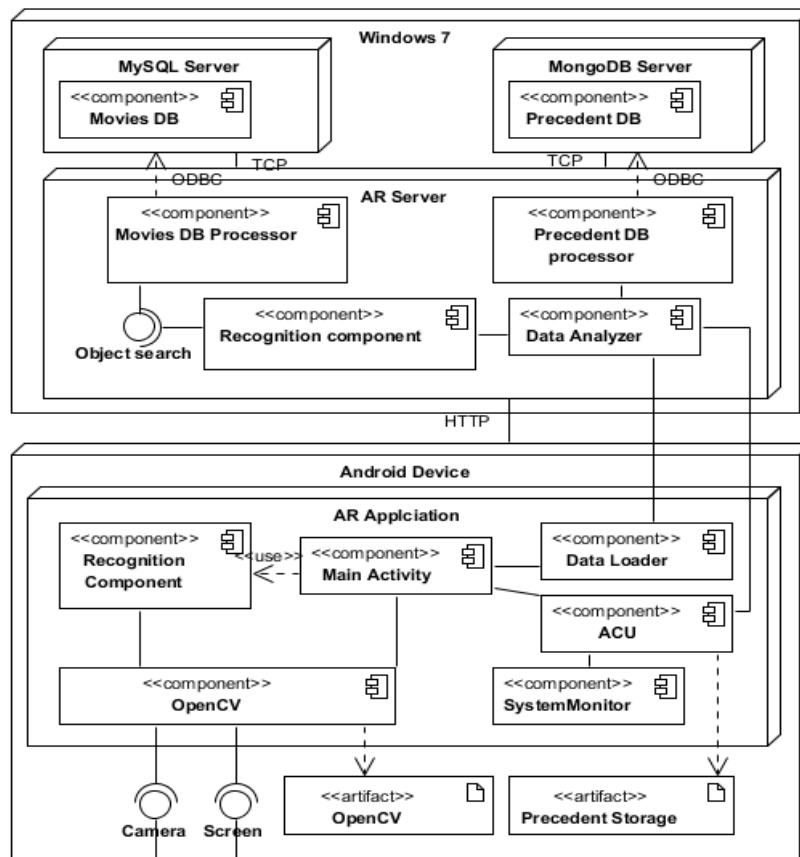 Windows 7
MySQL Server
<<component>>
Movies DB
MongoDB Server
<<component>>
Precedent DB
TCP
ODBC
TCP
ODBC
AR Server
<<component>>
Movies DB Processor
<<component>>
Precedent DB
processor
Object search
<<component>>
Recognition component
<<component>>
Data Analyzer
HTTP
Android Device
AR Applciation
<<component>>
Recognition
Component
<<use>>
<<component>>
Main Activity
<<component>>
Data Loader
<<component>>
ACU
<<component>>
OpenCV
<<component>>
SystemMonitor
Camera
Screen
<<artifact>>
OpenCV
<<artifact>>
Precedent Storage